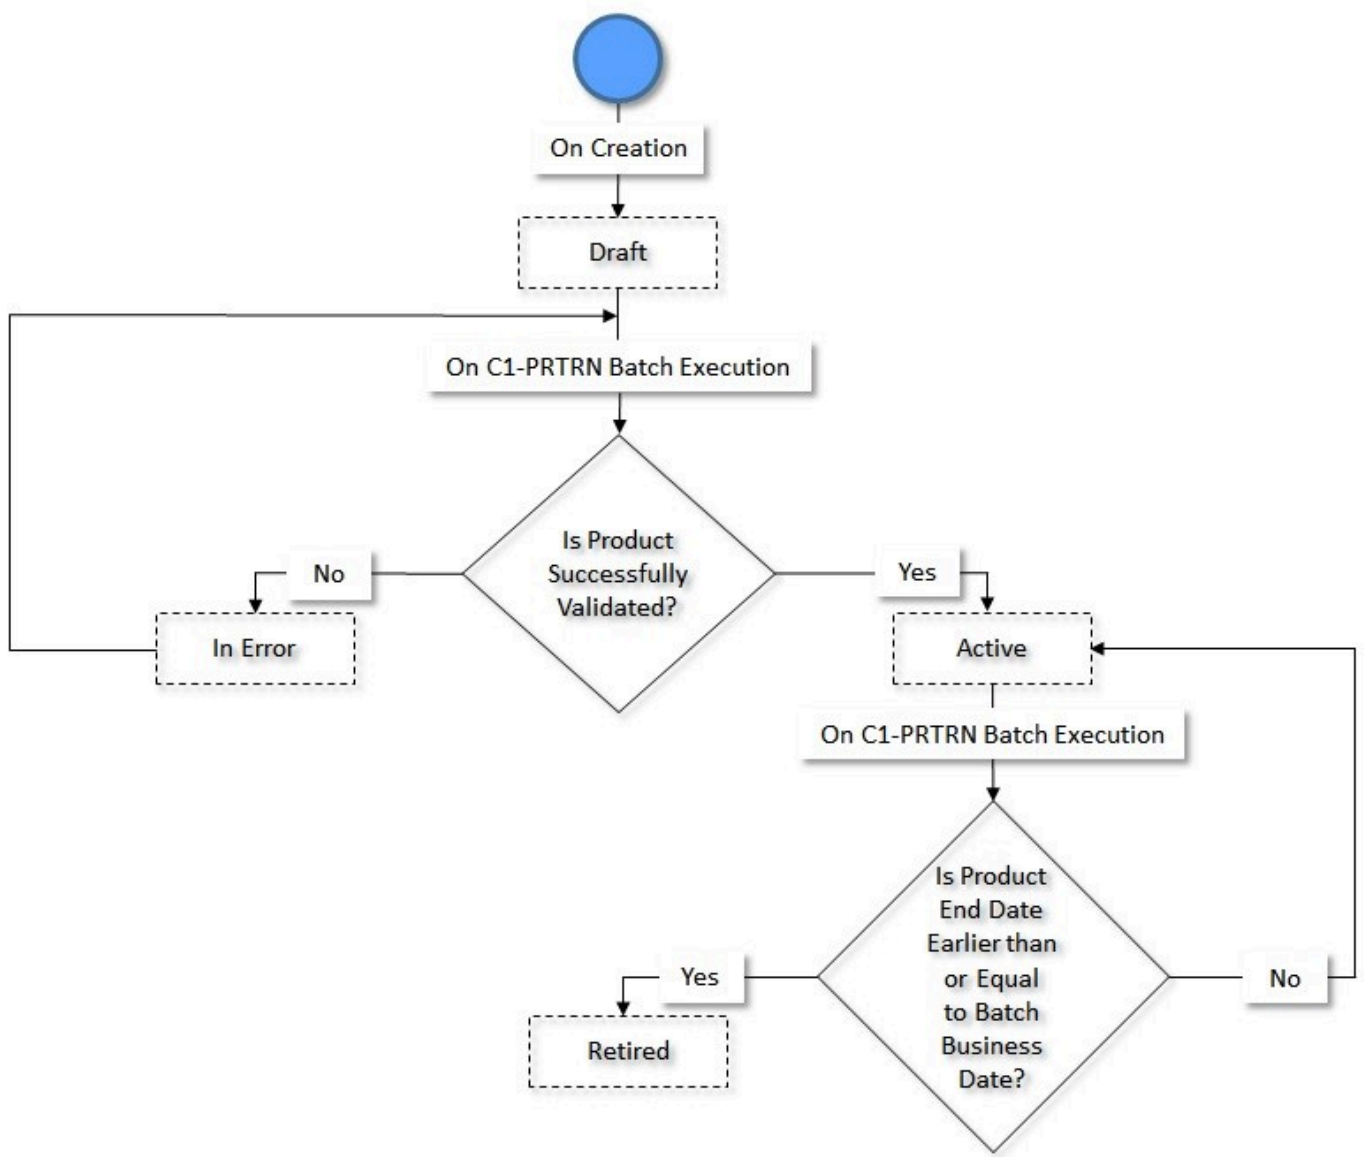 On Creation
Draft
On C1-PRTRN Batch Execution
Is Product
Successfully
Validated?
No
Yes
In Error
Active
On C1-PRTRN Batch Execution
Is Product
End Date
Earlier than
or Equal
to Batch
Business
Date?
Yes
No
Retired